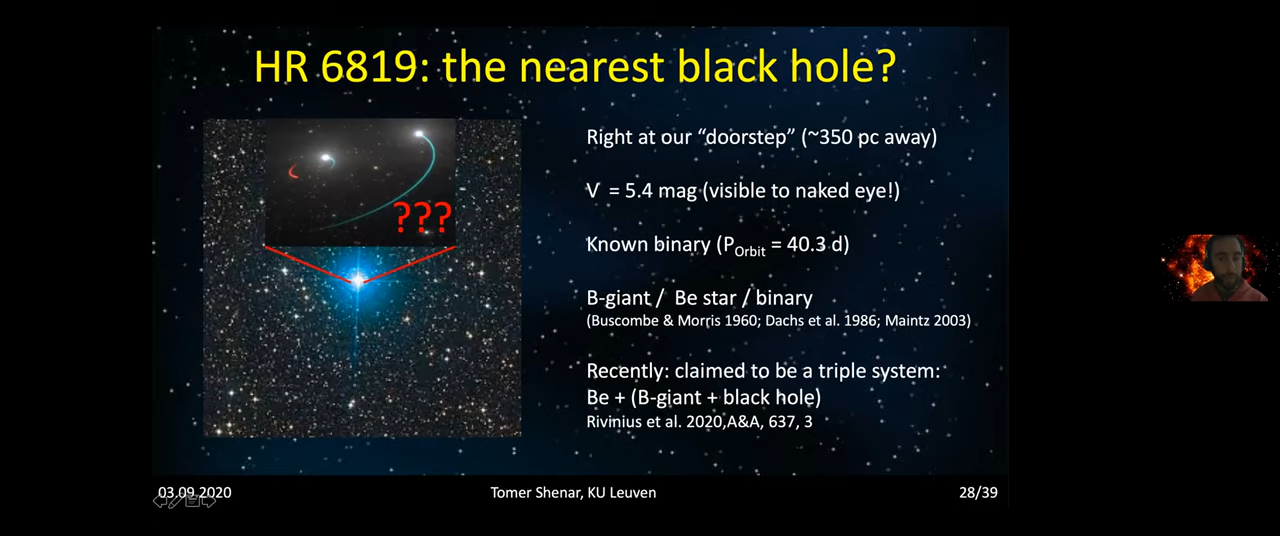 HR 6819: the nearest black hole?
???
Right at our “doorstep” (~350 pc away)
V = 5.4 mag (visible to naked eye!)
Known binary (P_Orbit = 40.3 d)
B-giant / Be star / binary
(Buscombe & Morris 1960; Dachs et al. 1986; Maintz 2003)
Recently: claimed to be a triple system:
Be + (B-giant + black hole)
Rivinius et al. 2020,A&A, 637, 3
03.09.2020
Tomer Shenar, KU Leuven
28/39